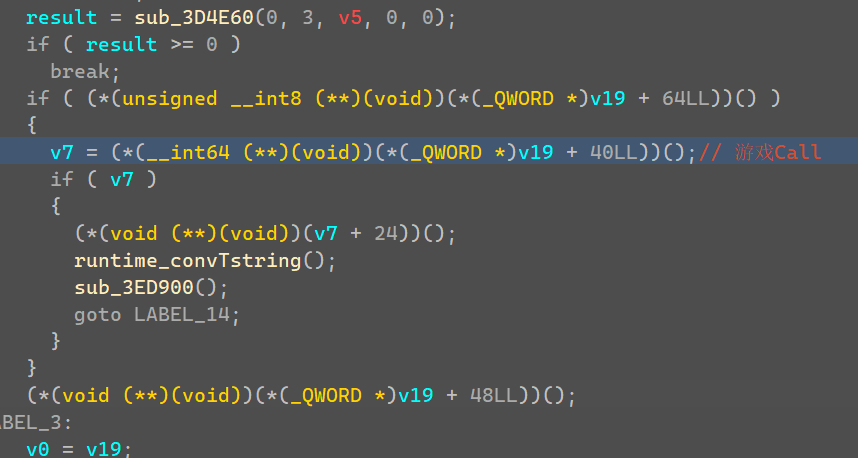 result = sub_3D4E60(0, 3, v5, 0, 0);
if ( result >= 0 )
break;
if ( (*(unsigned __int8 (**)(void))(*(_QWORD *)v19 + 64LL))() )
{
v7 = (*(__int64 (**)(void))(*(_QWORD *)v19 + 40LL))();// 游戏Call
if ( v7 )
{
(*(void (**)(void))(v7 + 24))();
runtime_convTstring();
sub_3ED900();
goto LABEL_14;
}
}
(*(void (**)(void))(*(_QWORD *)v19 + 48LL))();
ABEL_3:
v0 = v19;